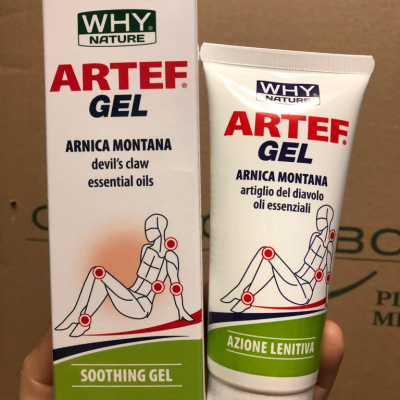 WHY
NATURE
ARTEF®
GEL
ARNICA MONTANA
devil's claw
essential oils
SOOTHING GEL
WHY
NATURE
ARTEF®
GEL
ARNICA MONTANA
artiglio del diavolo
oli essenziali
AZIONE LENITIVA